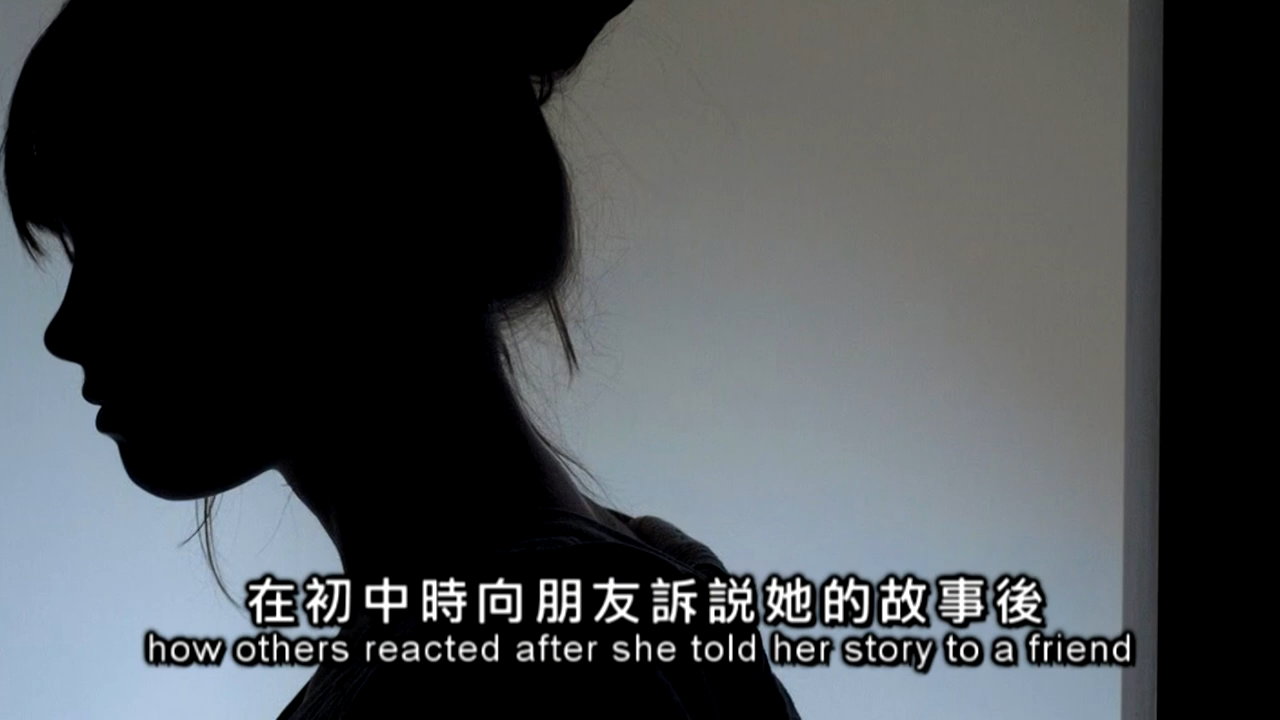 在初中時向朋友訴説她的故事後
how others reacted after she told her story to a friend